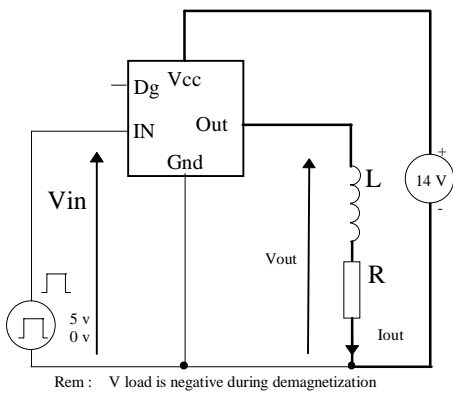 Vcc
Dg
IN
Out
Gnd
+
14 V
-
Vin
L
Vout
R
5 v
0 v
Iout
Rem : V load is negative during demagnetization